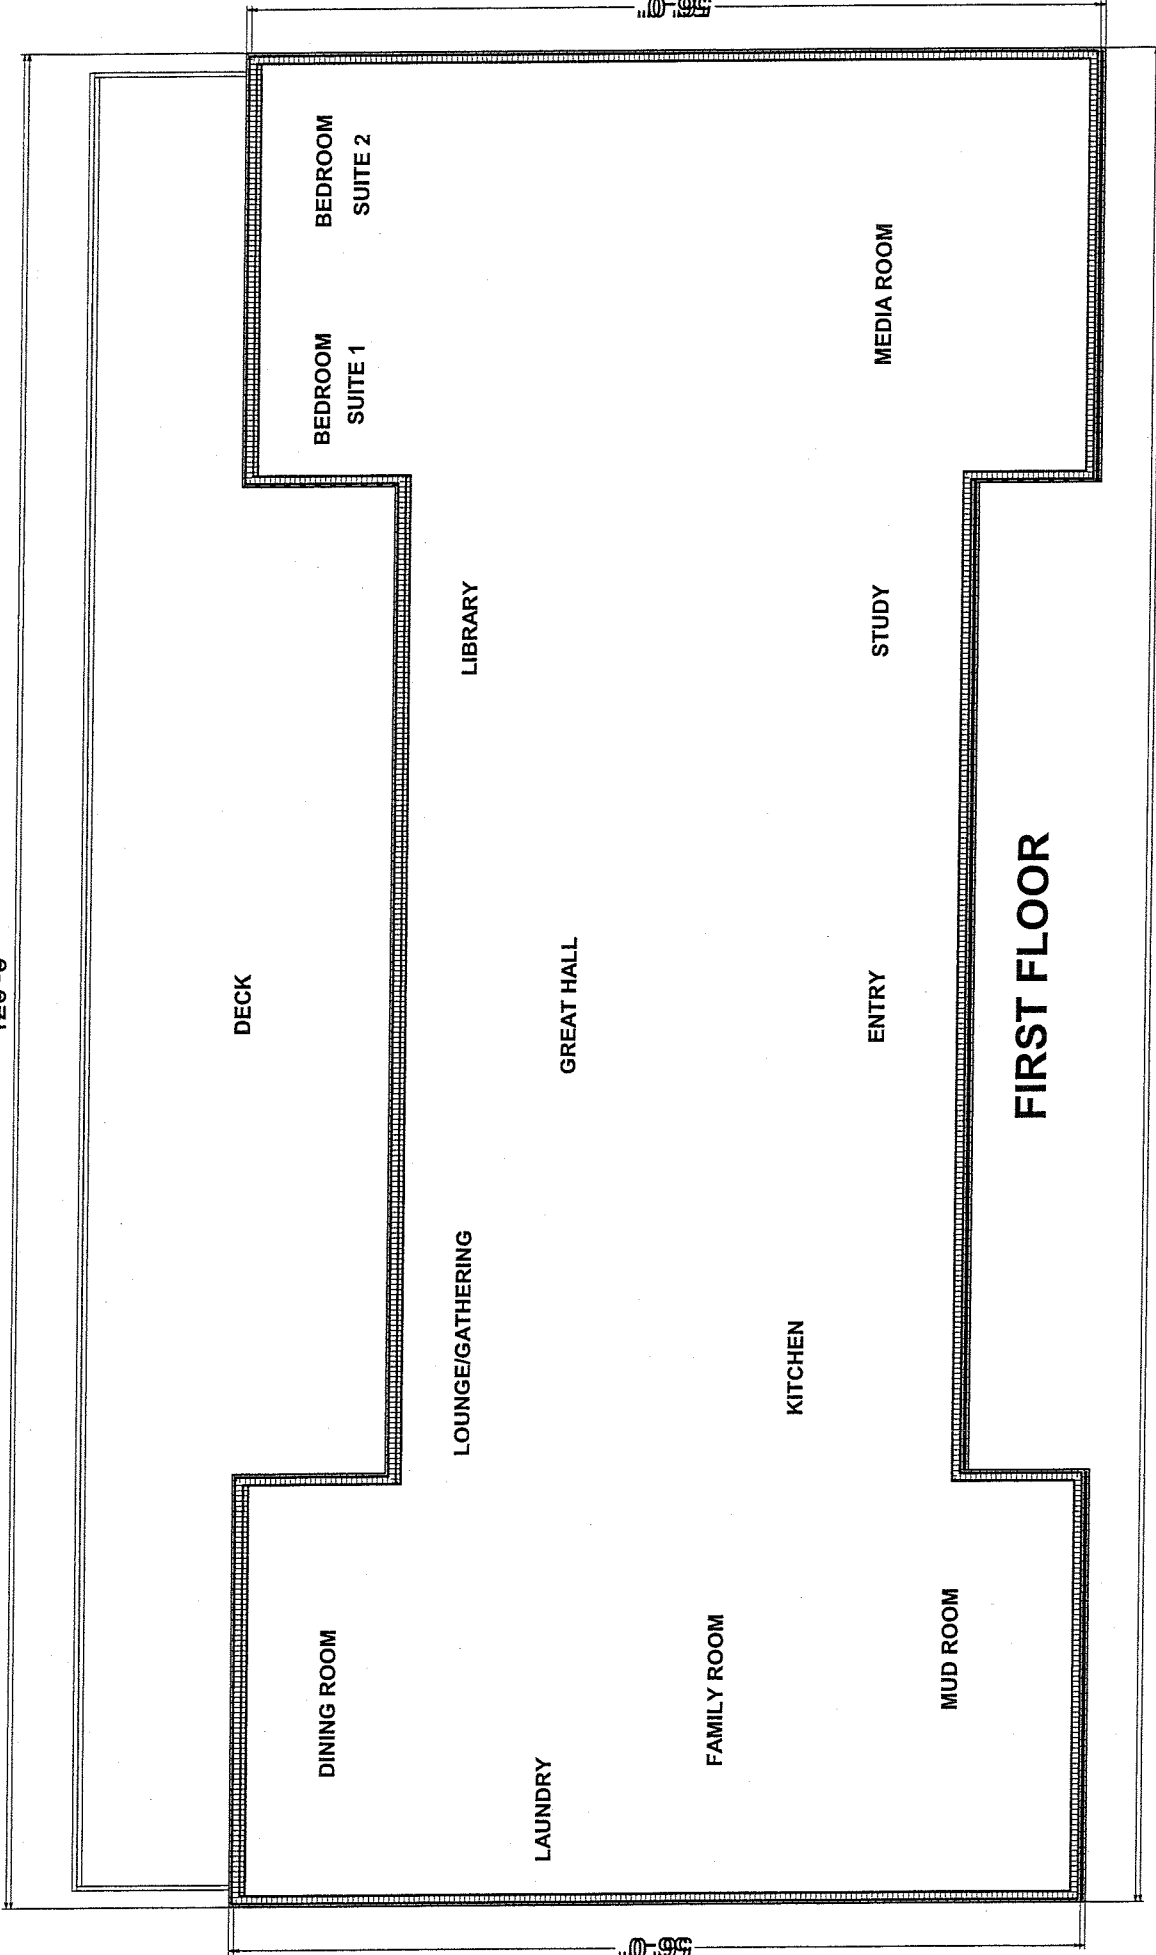 56'-0"
BEDROOM
SUITE 2
BEDROOM
SUITE 1
MEDIA ROOM
LIBRARY
STUDY
DECK
GREAT HALL
ENTRY
FIRST FLOOR
LOUNGE/GATHERING
KITCHEN
DINING ROOM
LAUNDRY
FAMILY ROOM
MUD ROOM
56'-0"